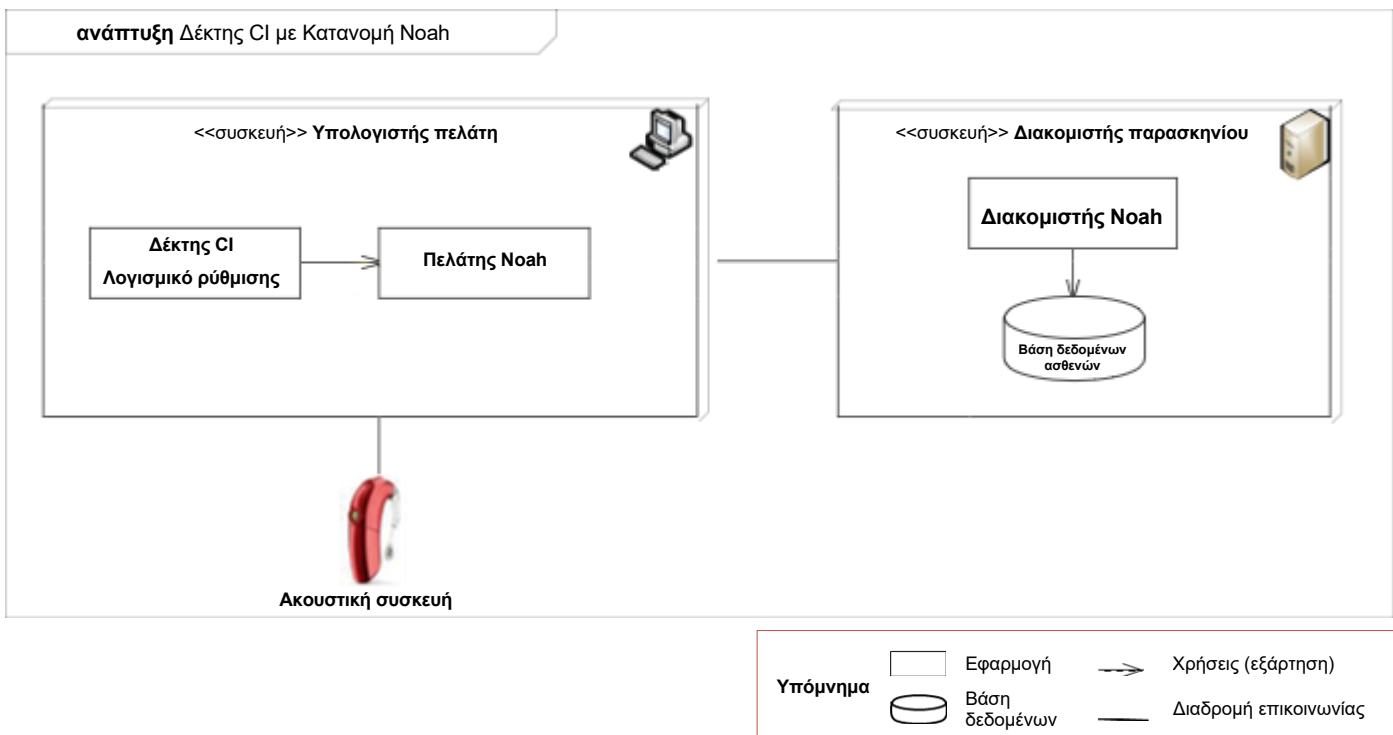 ανάπτυξη Δέκτης CI με Κατανομή Noah
<<συσκευή>> Υπολογιστής πελάτη
<<συσκευή>> Διακομιστής παρασκηνίου
Δέκτης CI
Λογισμικό ρύθμισης
Πελάτης Noah
Διακομιστής Noah
Βάση δεδομένων
ασθενών
Ακουστική συσκευή
Υπόμνημα
Εφαρμογή
Χρήσεις (εξάρτηση)
Βάση
δεδομένων
Διαδρομή επικοινωνίας